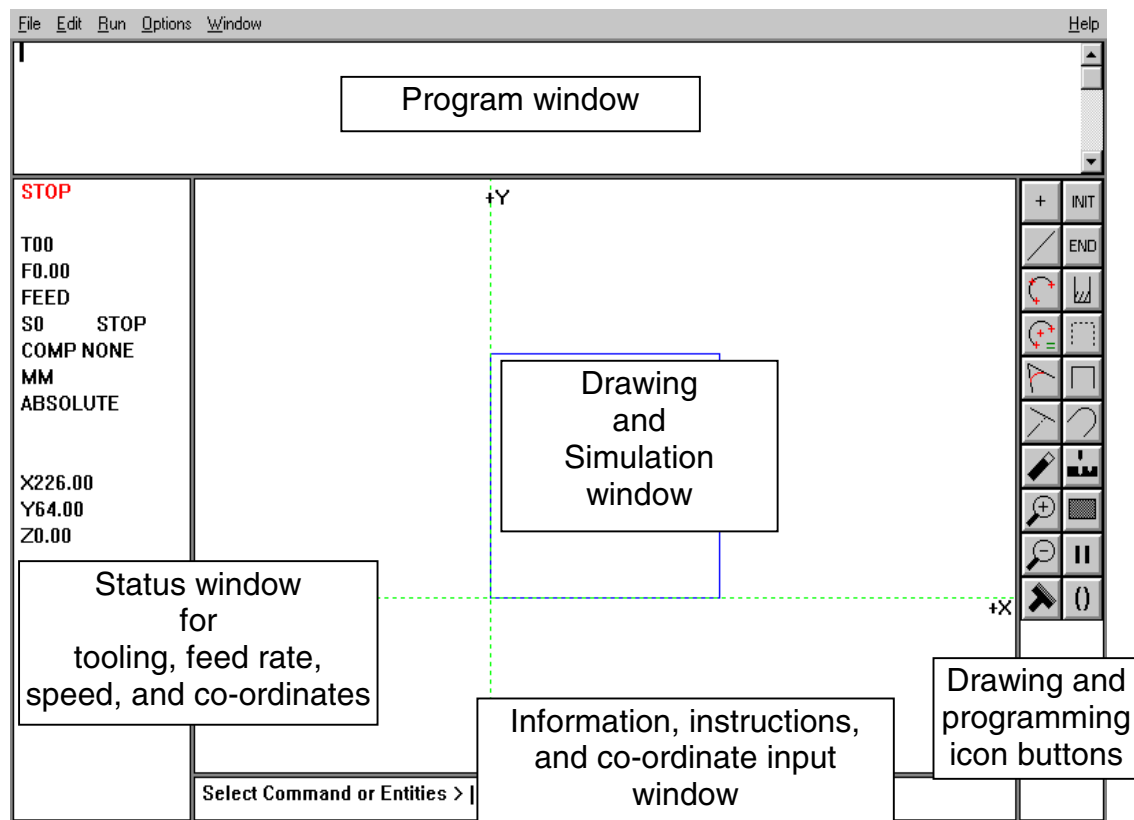 File Edit Run Options Window Help
Program window
STOP
T00
F0.00
FEED
S0 STOP
COMP NONE
MM
ABSOLUTE
X226.00
Y64.00
Z0.00
Status window
for
tooling, feed rate,
speed, and co-ordinates
+Y
Drawing
and
Simulation
window
+X
+ INIT
END
()
Drawing and
programming
icon buttons
Information, instructions,
and co-ordinate input
window
Select Command or Entities >